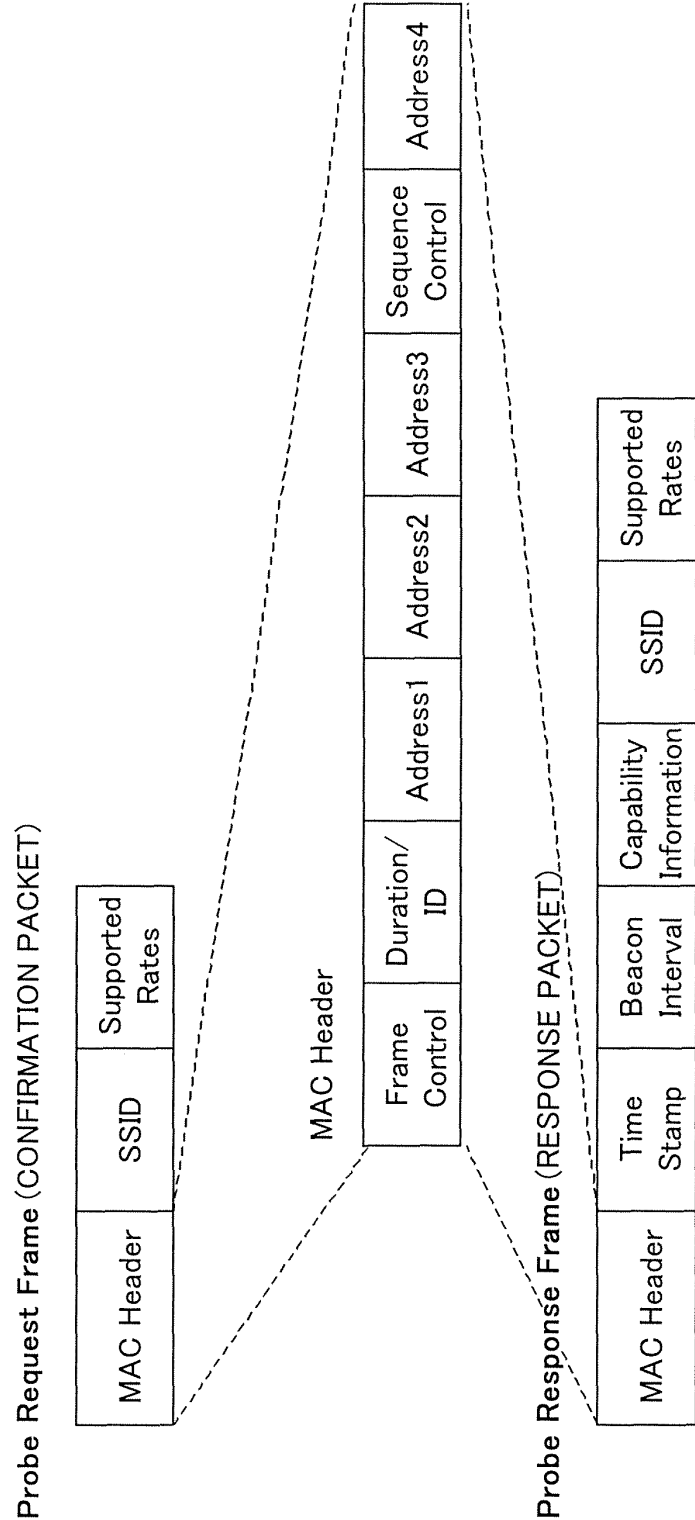 Probe Request Frame (CONFIRMATION PACKET)
MAC Header
SSID
Supported
Rates
MAC Header
Frame
Control
Duration/
ID
Address1
Address2
Address3
Sequence
Control
Address4
Probe Response Frame (RESPONSE PACKET)
MAC Header
Time
Stamp
Beacon
Interval
Capability
Information
SSID
Supported
Rates